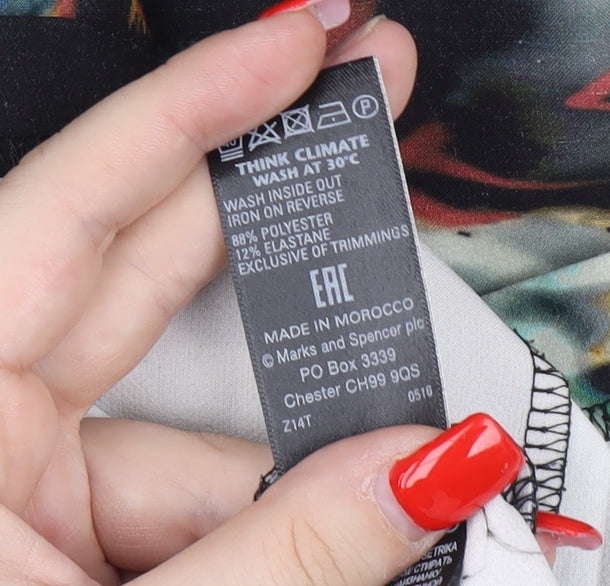 P
THINK CLIMATE
WASH AT 30°C
WASH INSIDE OUT
IRON ON REVERSE
88% POLYESTER
12% ELASTANE
EXCLUSIVE OF TRIMMINGS
EAC
MADE IN MOROCCO
© Marks and Spencer plc
PO Box 3339
Chester CH99 9QS
Z14T 0516
СТИРАТЬ